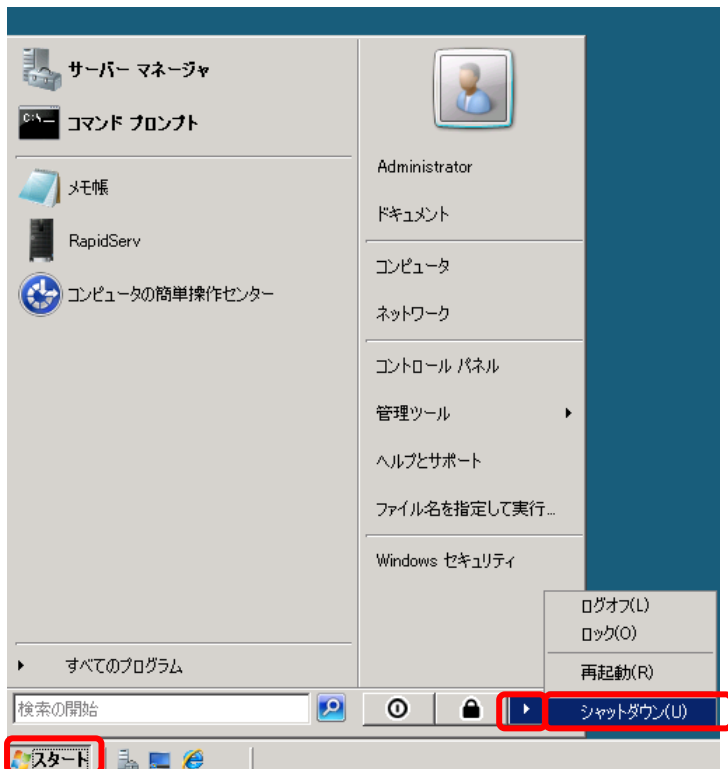 サーバー マネージャ
コマンド プロンプト
メモ帳
RapidServ
コンピュータの簡単操作センター
すべてのプログラム
検索の開始
Administrator
ドキュメント
コンピュータ
ネットワーク
コントロール パネル
管理ツール
ヘルプとサポート
ファイル名を指定して実行...
Windows セキュリティ
ログオフ(L)
ロック(O)
再起動(R)
シャットダウン(U)
スタート